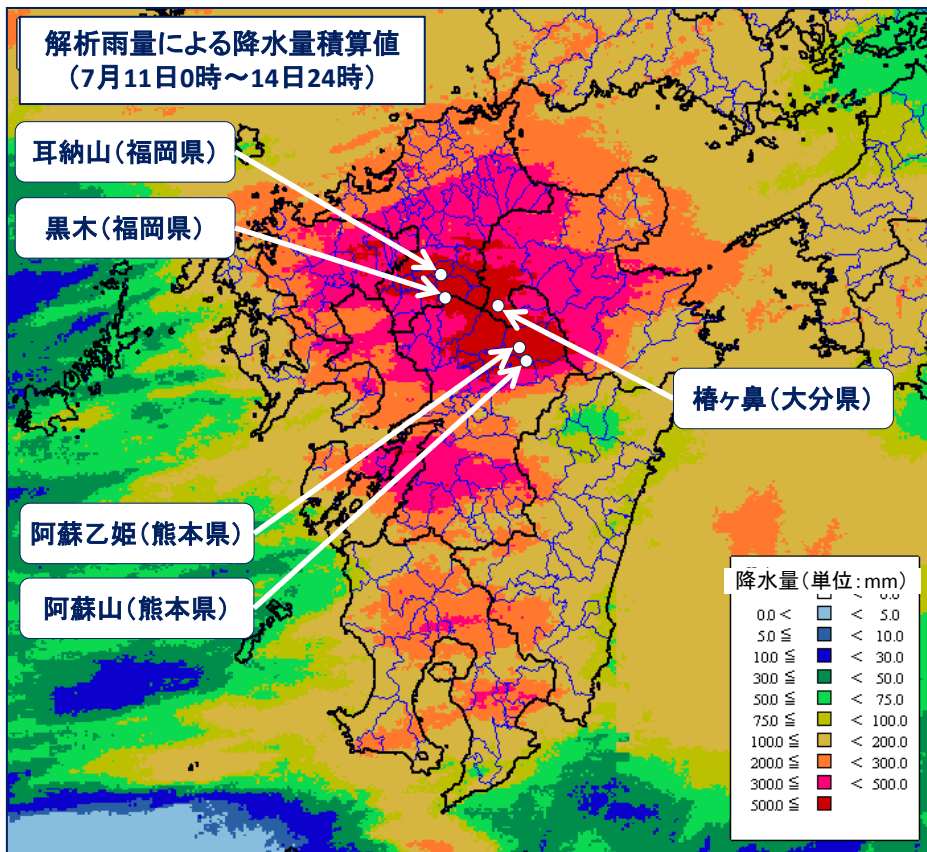 解析雨量による降水量積算値
(7月11日0時～14日24時)
耳納山(福岡県)
黒木(福岡県)
椿ヶ鼻(大分県)
阿蘇乙姫(熊本県)
阿蘇山(熊本県)
降水量(単位:mm)
0.0 < < 5.0
5.0 ≦ < 10.0
10.0 ≦ < 30.0
30.0 ≦ < 50.0
50.0 ≦ < 75.0
75.0 ≦ < 100.0
100.0 ≦ < 200.0
200.0 ≦ < 300.0
300.0 ≦ < 500.0
500.0 ≦